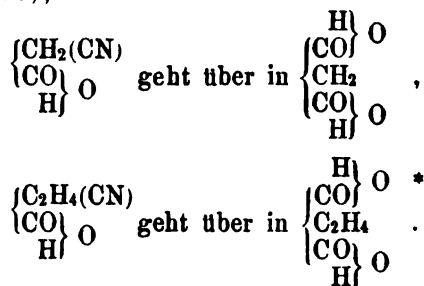 H
CH₂(CN) CO O
CO geht über in CH₂ ,
H O CO O
H
H
C₂H₄(CN) CO O *
CO geht über in C₂H₄ .
H O CO O
H